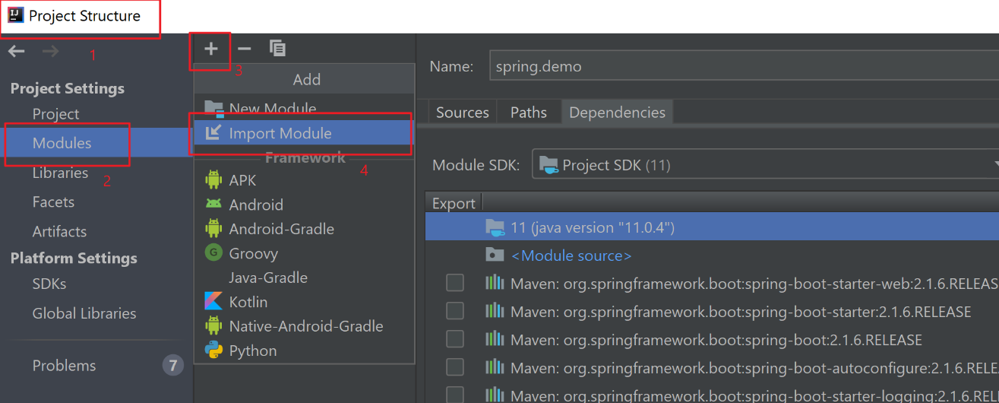 Project Structure
1
3
Add
Name:
spring.demo
Project Settings
Project
New Module
Sources
Paths
Dependencies
Modules
Import Module
Framework
4
Libraries
2
Module SDK:
Project SDK (11)
APK
Facets
Android
Export
Artifacts
Android-Gradle
11 (java version "11.0.4")
Platform Settings
Groovy
<Module source>
SDKs
Java-Gradle
Maven: org.springframework.boot:spring-boot-starter-web:2.1.6.RELEAS
Global Libraries
Kotlin
Maven: org.springframework.boot:spring-boot-starter:2.1.6.RELEASE
Native-Android-Gradle
Maven: org.springframework.boot:spring-boot:2.1.6.RELEASE
Python
Problems
7
Maven: org.springframework.boot:spring-boot-autoconfigure:2.1.6.REL
Maven: org.springframework.boot:spring-boot-starter-logging:2.1.6.REL